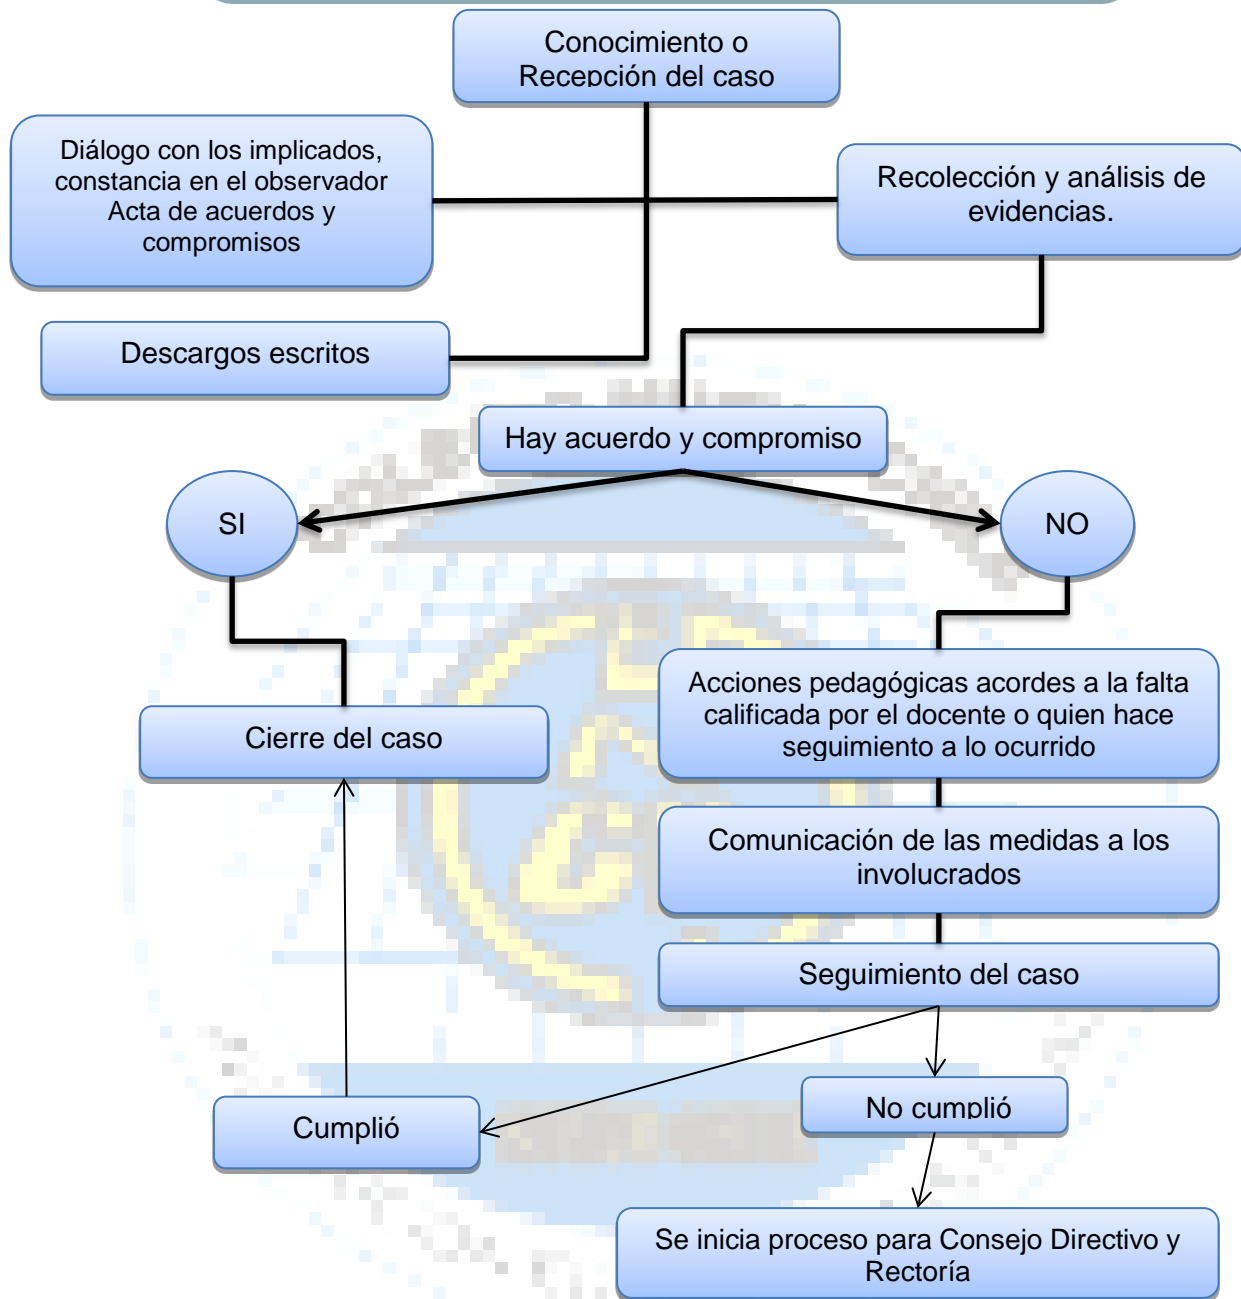 Conocimiento o
Recepción del caso
Diálogo con los implicados,
constancia en el observador
Acta de acuerdos y
compromisos
Recolección y análisis de
evidencias.
Descargos escritos
Hay acuerdo y compromiso
SI
NO
Acciones pedagógicas acordes a la falta
calificada por el docente o quien hace
seguimiento a lo ocurrido
Cierre del caso
Comunicación de las medidas a los
involucrados
Seguimiento del caso
No cumplió
Cumplió
Se inicia proceso para Consejo Directivo y
Rectoría